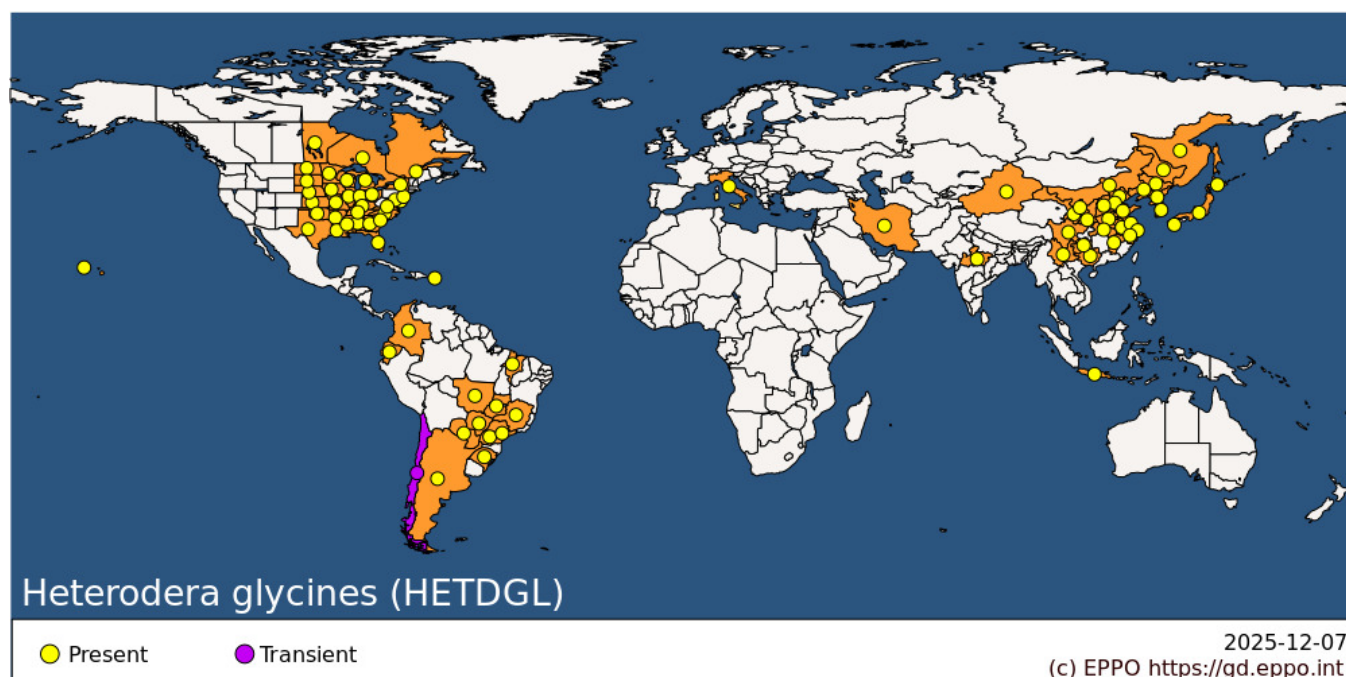 Heterodera glycines (HETDGL)
Present
Transient
2025-12-07
(c) EPPO https://gd.eppo.int